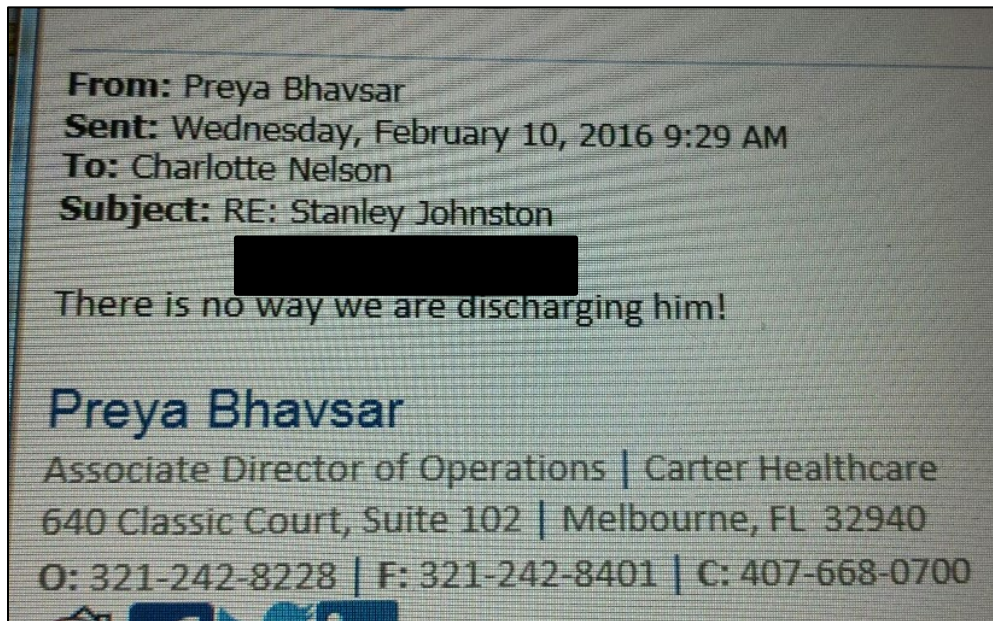 From: Preya Bhavsar
Sent: Wednesday, February 10, 2016 9:29 AM
To: Charlotte Nelson
Subject: RE: Stanley Johnston
There is no way we are discharging him!
Preya Bhavsar
Associate Director of Operations | Carter Healthcare
640 Classic Court, Suite 102 | Melbourne, FL 32940
O: 321-242-8228 | F: 321-242-8401 | C: 407-668-0700